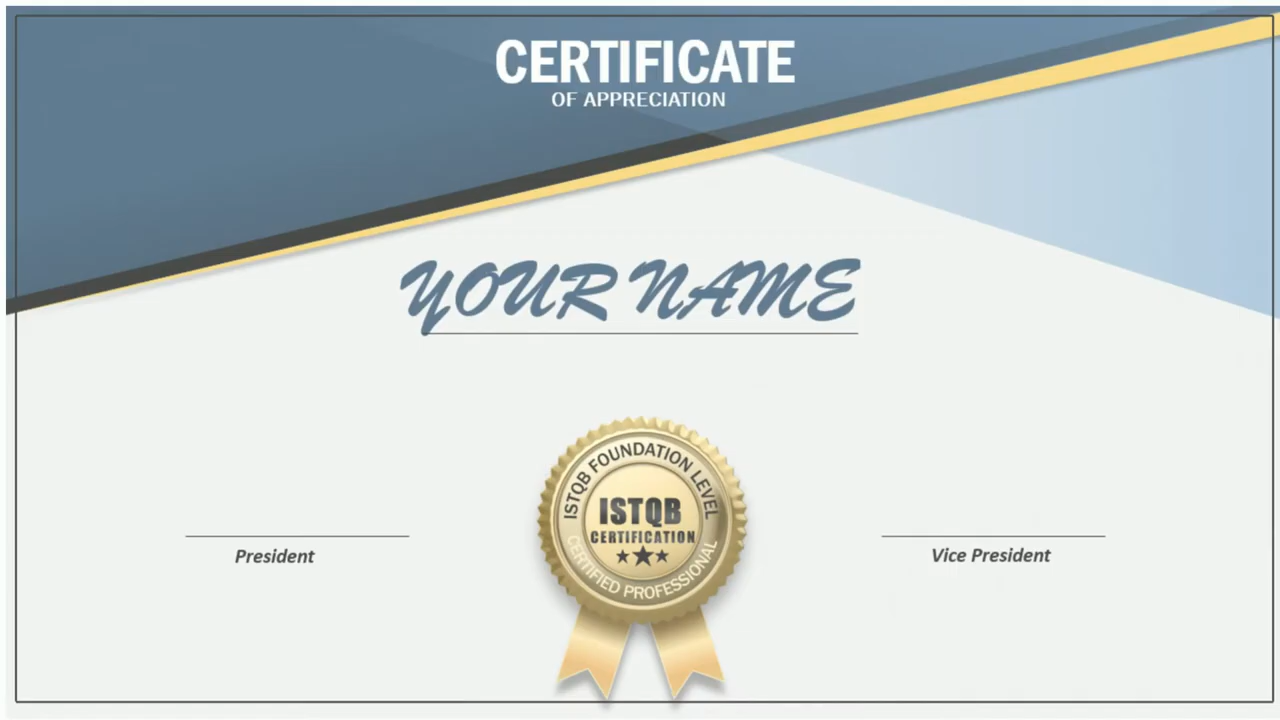 CERTIFICATE
OF APPRECIATION
YOUR NAME
ISTQB FOUNDATION LEVEL
ISTQB
CERTIFICATION
CERTIFIED PROFESSIONAL
President
Vice President